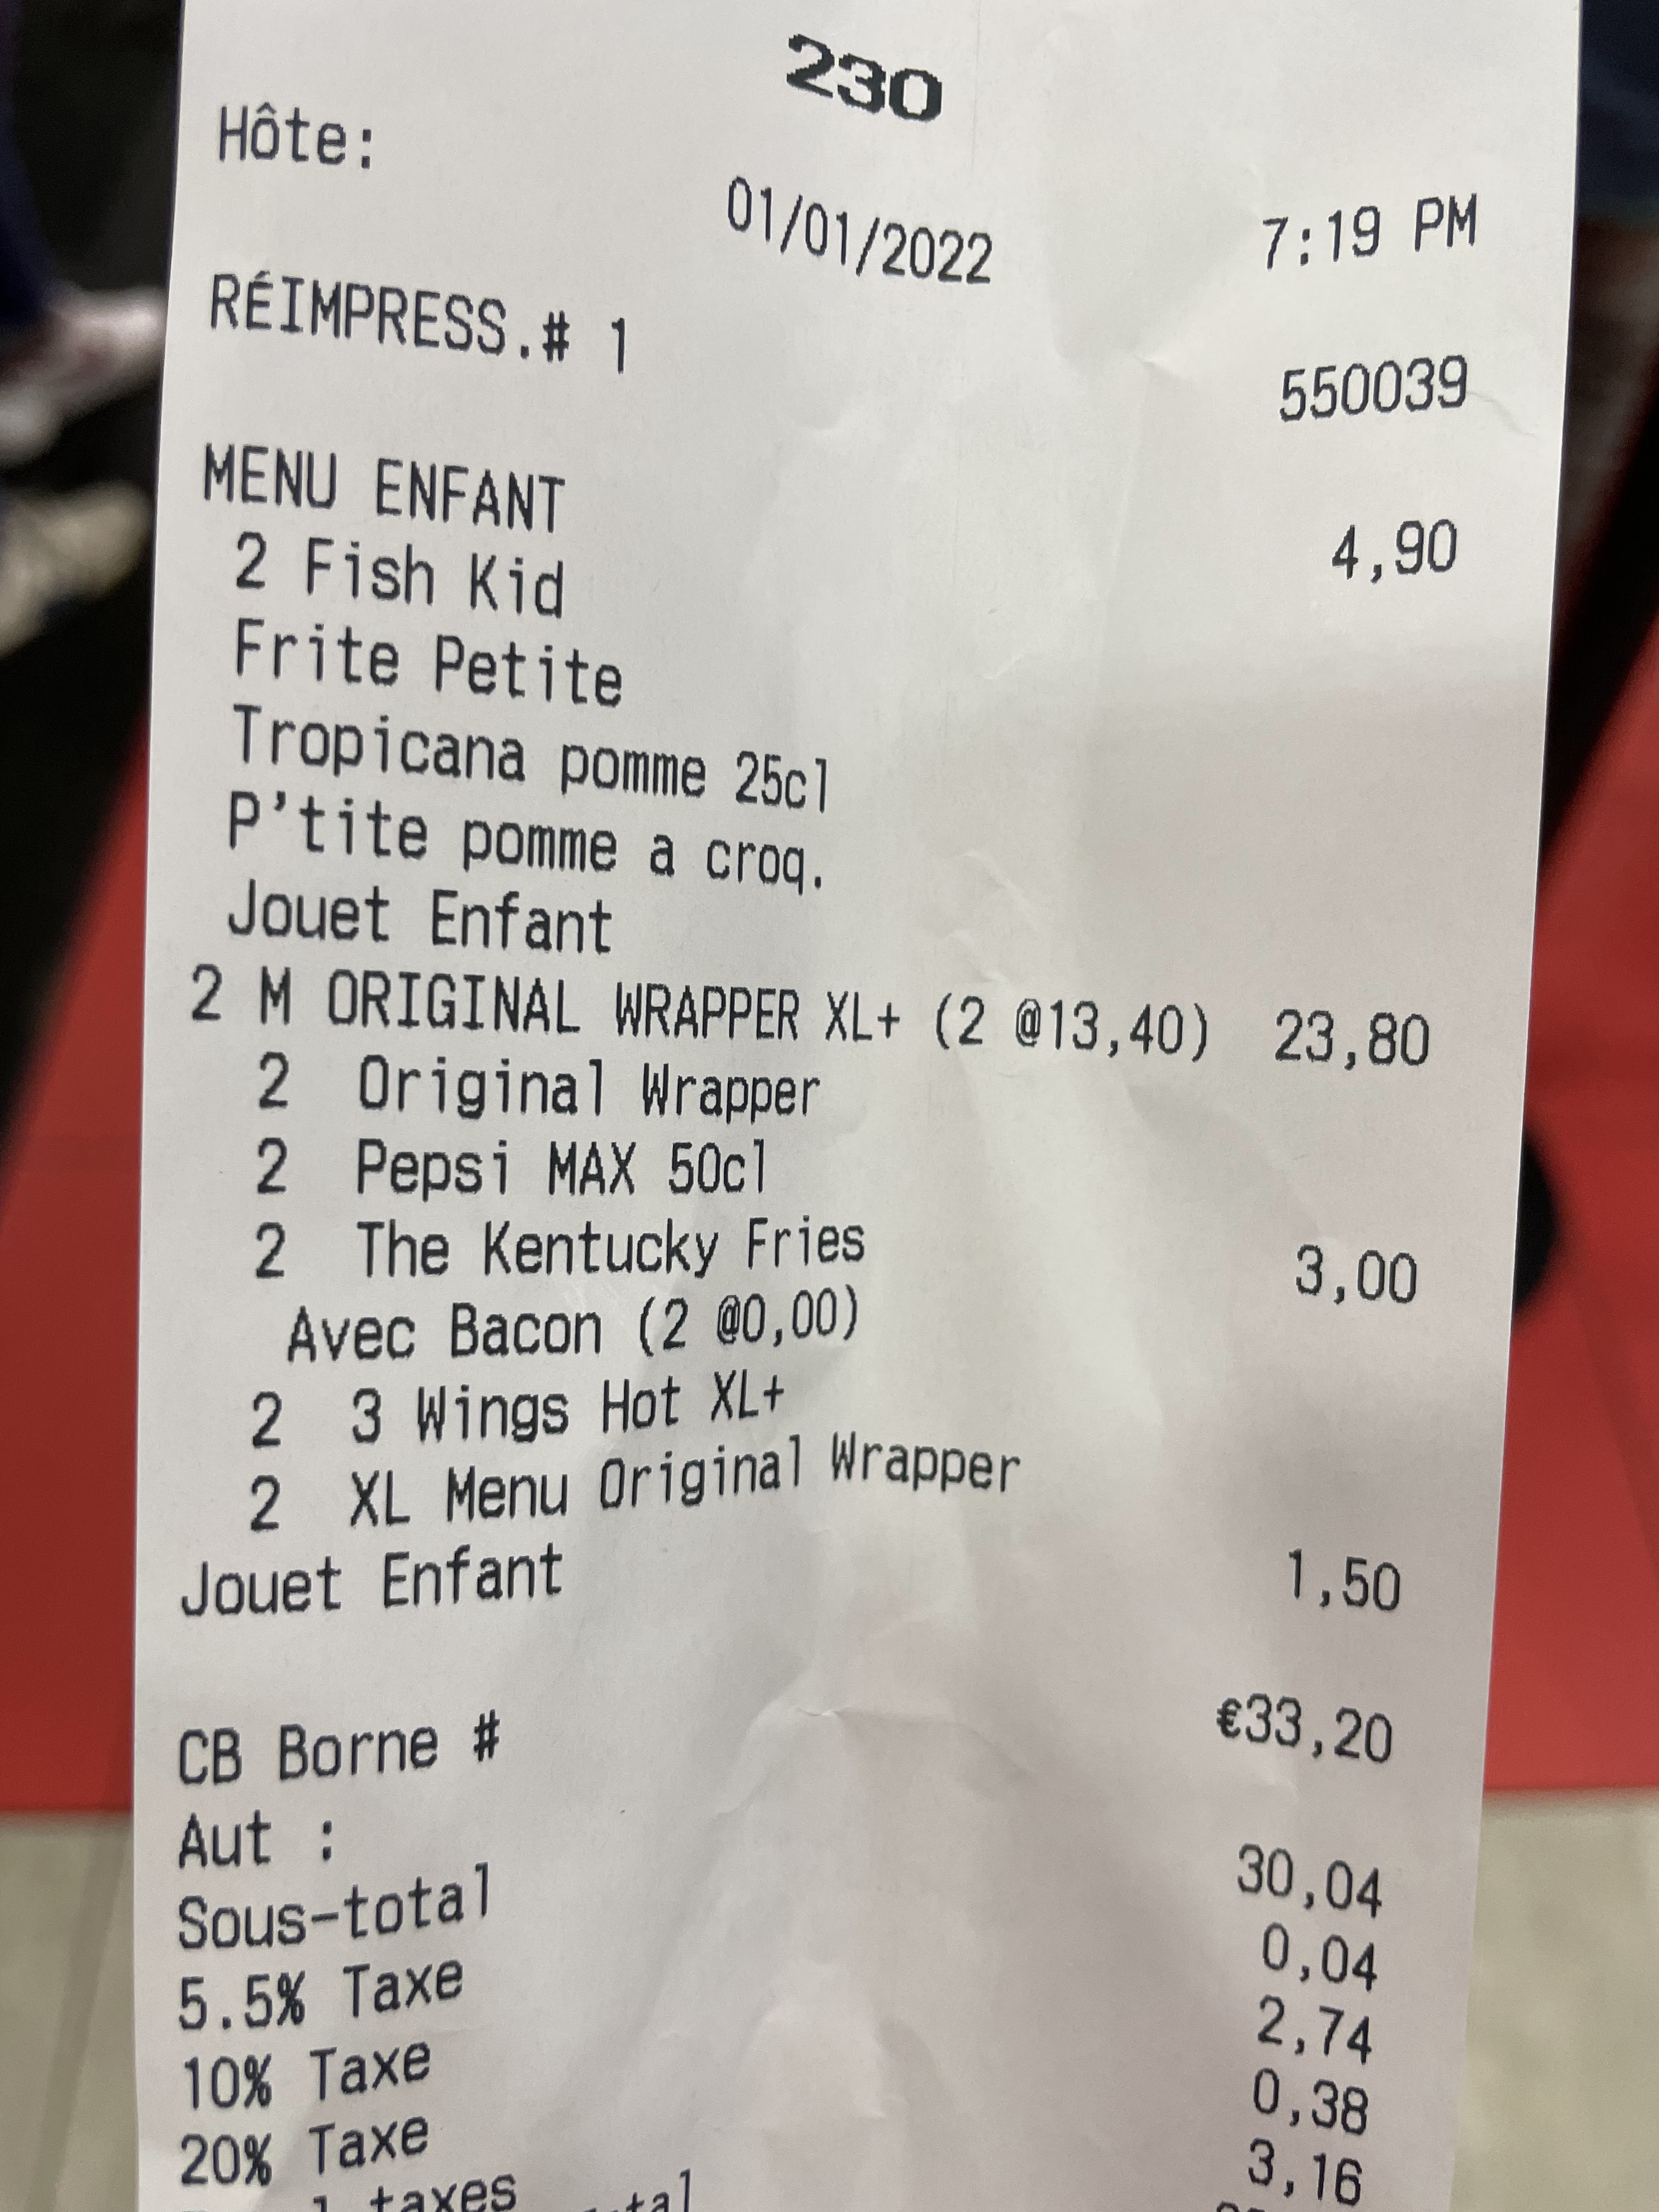 230
Hôte:
01/01/2022 7:19 PM
RÉIMPRESS.# 1
550039
MENU ENFANT 4,90
2 Fish Kid
Frite Petite
Tropicana pomme 25cl
P'tite pomme a croq.
Jouet Enfant
2 M ORIGINAL WRAPPER XL+ (2 @13,40) 23,80
2 Original Wrapper
2 Pepsi MAX 50cl
2 The Kentucky Fries 3,00
Avec Bacon (2 @0,00)
2 3 Wings Hot XL+
2 XL Menu Original Wrapper
Jouet Enfant 1,50
CB Borne # €33,20
Aut :
Sous-total 30,04
5.5% Taxe 0,04
10% Taxe 2,74
20% Taxe 0,38
taxes 3,16